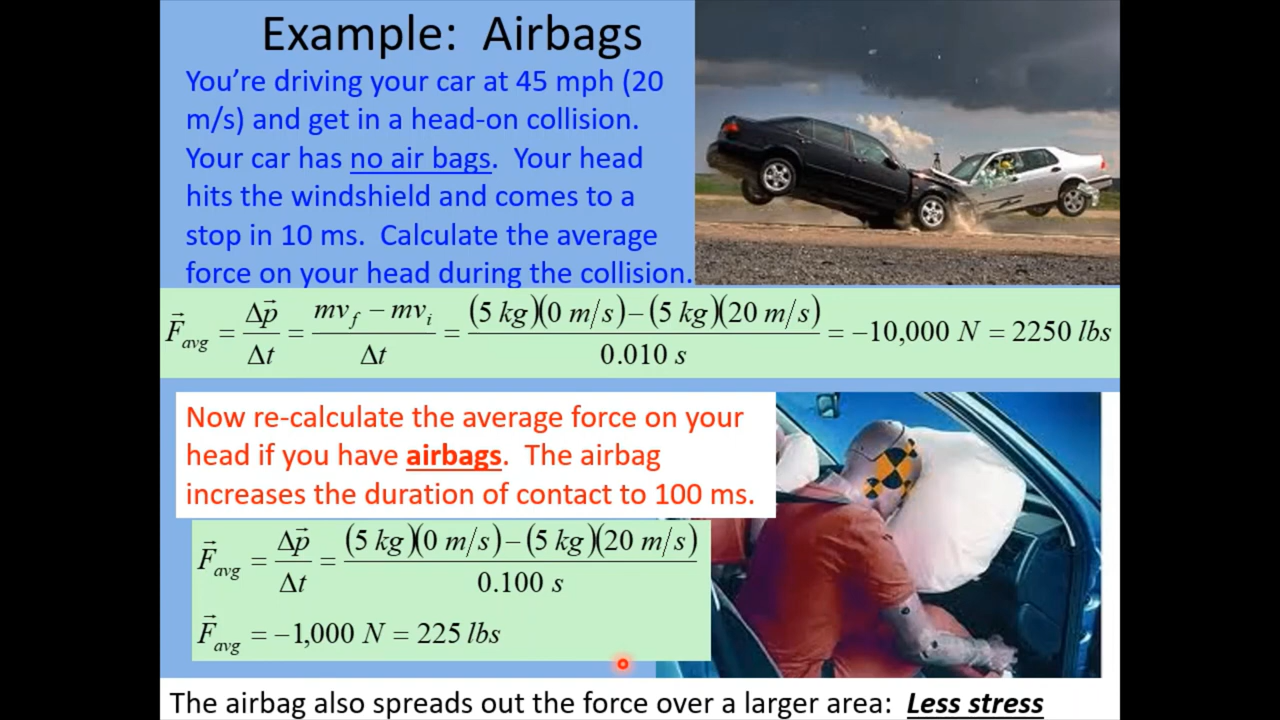 Example: Airbags
You're driving your car at 45 mph (20
m/s) and get in a head-on collision.
Your car has no air bags. Your head
hits the windshield and comes to a
stop in 10 ms. Calculate the average
force on your head during the collision.
F⃗avg = Δp⃗/Δt = (mvf − mvi)/Δt = ((5 kg)(0 m/s) − (5 kg)(20 m/s))/0.010 s = −10,000 N = 2250 lbs
Now re-calculate the average force on your
head if you have airbags. The airbag
increases the duration of contact to 100 ms.
F⃗avg = Δp⃗/Δt = ((5 kg)(0 m/s) − (5 kg)(20 m/s))/0.100 s
F⃗avg = −1,000 N = 225 lbs
The airbag also spreads out the force over a larger area: Less stress